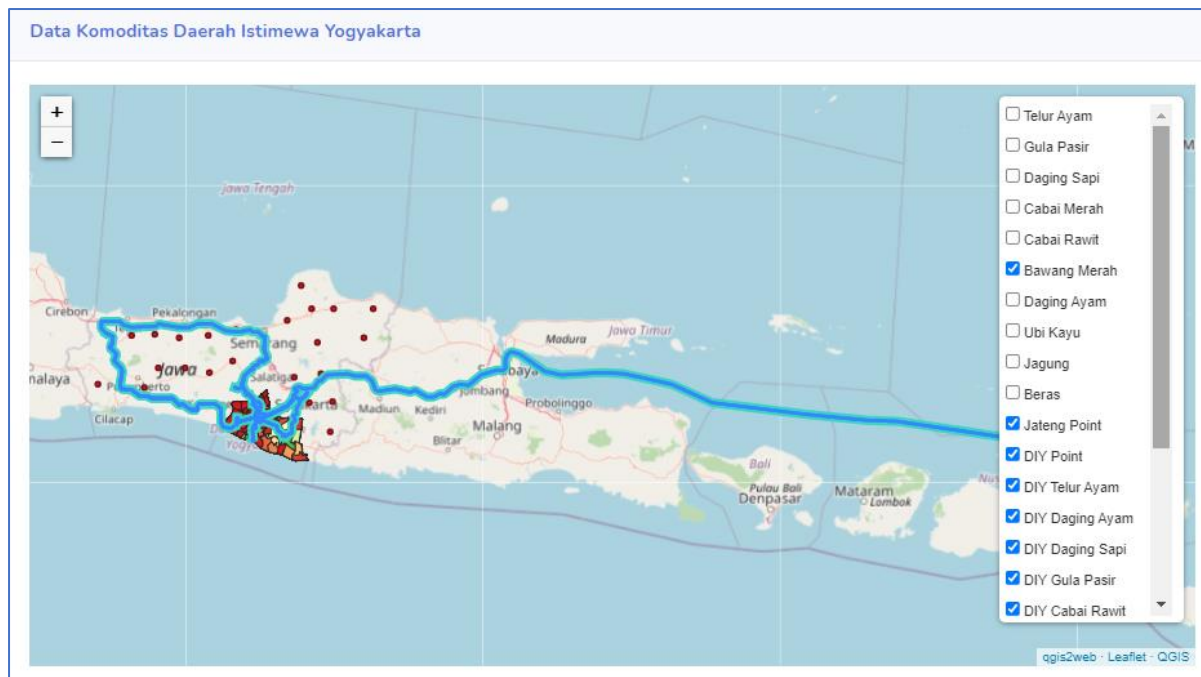 Data Komoditas Daerah Istimewa Yogyakarta
+
−
Jawa Tengah
Cirebon
Pekalongan
Semarang
Jawa
Salatiga
Cilacap
Madiun
Kediri
Jombang
Blitar
Malang
Probolinggo
Madura
Jawa Timur
Bali
Pulau Bali
Denpasar
Mataram
Lombok
Telur Ayam
Gula Pasir
Daging Sapi
Cabai Merah
Cabai Rawit
Bawang Merah
Daging Ayam
Ubi Kayu
Jagung
Beras
Jateng Point
DIY Point
DIY Telur Ayam
DIY Daging Ayam
DIY Daging Sapi
DIY Gula Pasir
DIY Cabai Rawit
qgis2web · Leaflet · QGIS